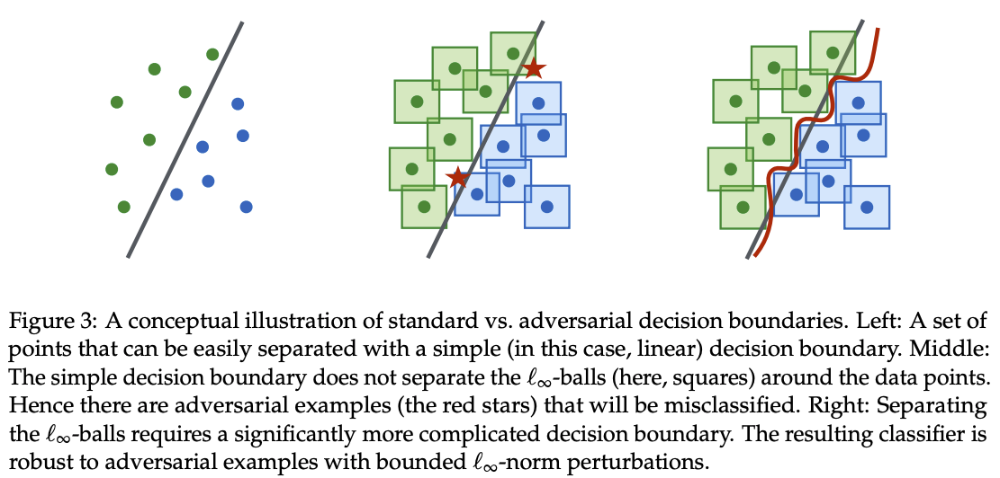 Figure 3: A conceptual illustration of standard vs. adversarial decision boundaries. Left: A set of
points that can be easily separated with a simple (in this case, linear) decision boundary. Middle:
The simple decision boundary does not separate the ℓ∞-balls (here, squares) around the data points.
Hence there are adversarial examples (the red stars) that will be misclassified. Right: Separating
the ℓ∞-balls requires a significantly more complicated decision boundary. The resulting classifier is
robust to adversarial examples with bounded ℓ∞-norm perturbations.